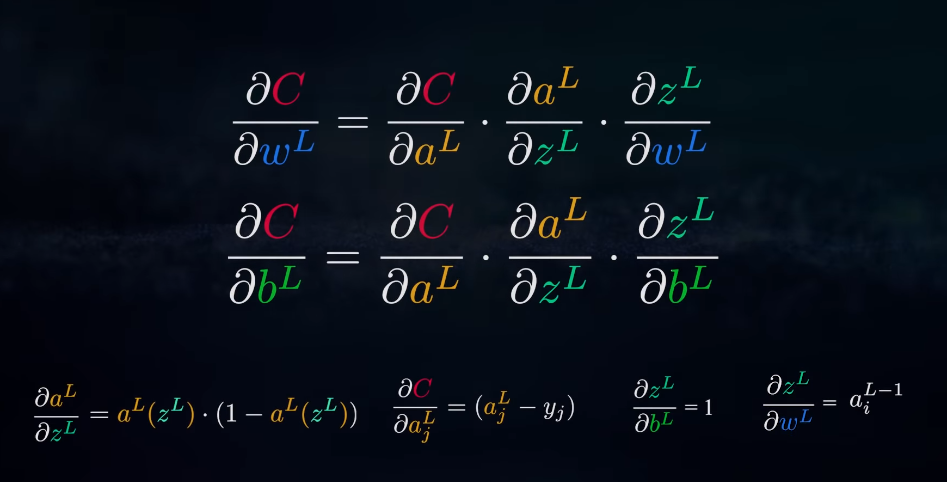 ∂C/∂w^L = ∂C/∂a^L · ∂a^L/∂z^L · ∂z^L/∂w^L
∂C/∂b^L = ∂C/∂a^L · ∂a^L/∂z^L · ∂z^L/∂b^L
∂a^L/∂z^L = a^L(z^L) · (1 − a^L(z^L))
∂C/∂a_j^L = (a_j^L − y_j)
∂z^L/∂b^L = 1
∂z^L/∂w^L = a_i^{L−1}